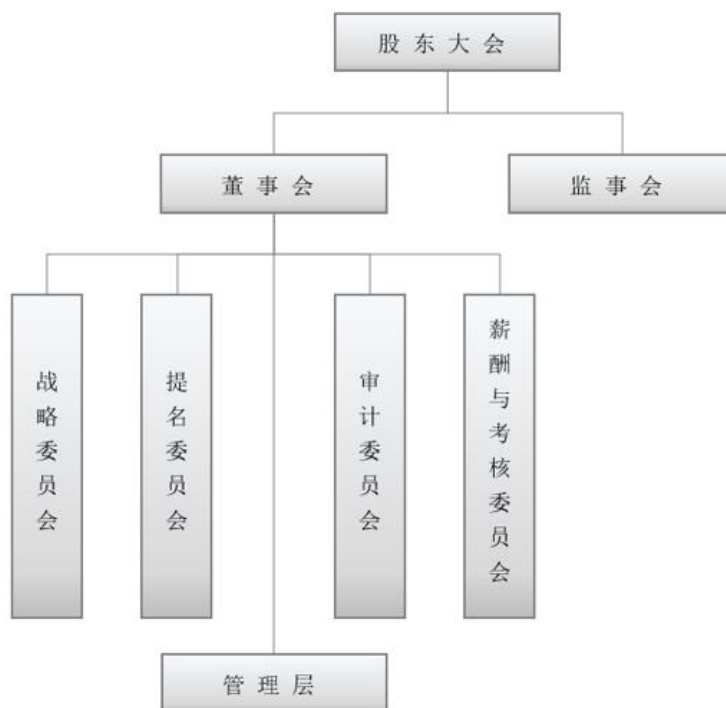 股东大会
董事会
监事会
战略委员会
提名委员会
审计委员会
薪酬与考核委员会
管理层